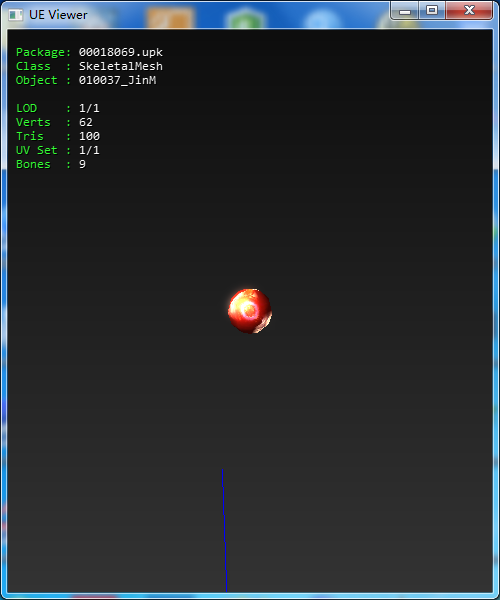 UE Viewer
Package: 00018069.upk
Class  : SkeletalMesh
Object : 010037_JinM
LOD    : 1/1
Verts  : 62
Tris   : 100
UV Set : 1/1
Bones  : 9